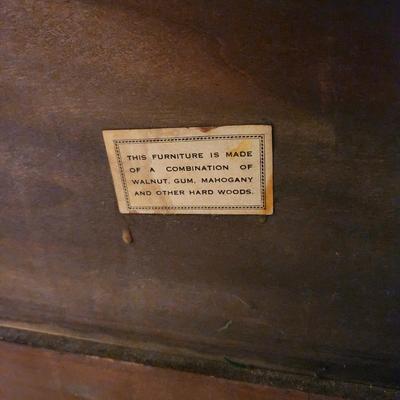 THIS FURNITURE IS MADE
OF A COMBINATION OF
WALNUT, GUM, MAHOGANY
AND OTHER HARD WOODS.